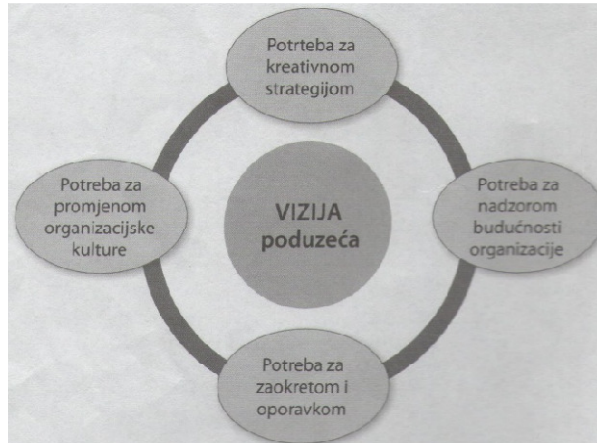 Potrteba za
kreativnom
strategijom
Potreba za
promjenom
organizacijske
kulture
VIZIJA
poduzeća
Potreba za
nadzorom
budućnosti
organizacije
Potreba za
zaokretom i
oporavkom